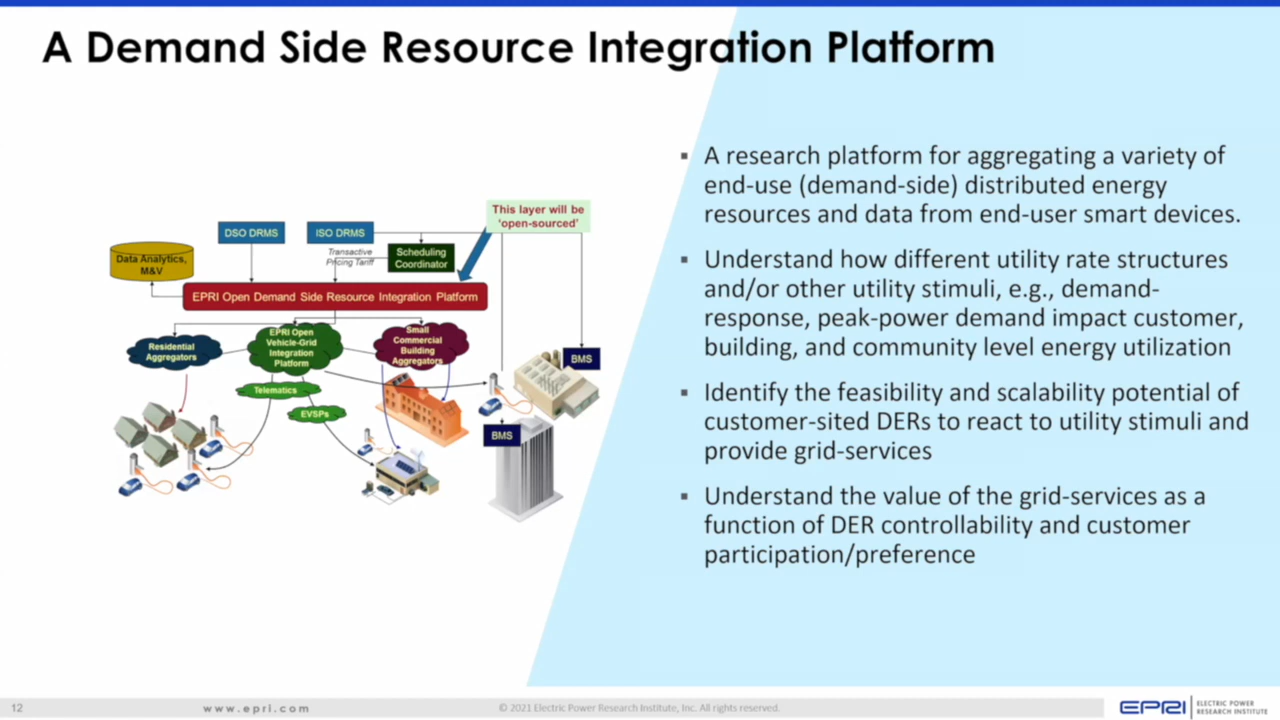 A Demand Side Resource Integration Platform
This layer will be
'open-sourced'
DSO DRMS
ISO DRMS
Transactive
Pricing Tariff
Scheduling
Coordinator
Data Analytics,
M&V
EPRI Open Demand Side Resource Integration Platform
Residential
Aggregators
EPRI Open
Vehicle-Grid
Integration
Platform
Small
Commercial
Building
Aggregators
BMS
Telematics
EVSPs
BMS
▪ A research platform for aggregating a variety of
end-use (demand-side) distributed energy
resources and data from end-user smart devices.
▪ Understand how different utility rate structures
and/or other utility stimuli, e.g., demand-
response, peak-power demand impact customer,
building, and community level energy utilization
▪ Identify the feasibility and scalability potential of
customer-sited DERs to react to utility stimuli and
provide grid-services
▪ Understand the value of the grid-services as a
function of DER controllability and customer
participation/preference
12
www.epri.com
© 2021 Electric Power Research Institute, Inc. All rights reserved.
EPRI
ELECTRIC POWER
RESEARCH INSTITUTE